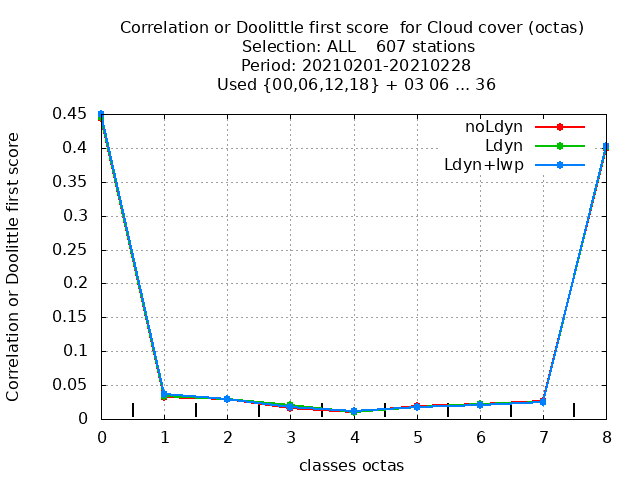 Correlation or Doolittle first score  for Cloud cover (octas)
Selection: ALL    607 stations
Period: 20210201-20210228
Used {00,06,12,18} + 03 06 ... 36
Correlation or Doolittle first score
0.45
0.4
0.35
0.3
0.25
0.2
0.15
0.1
0.05
0
noLdyn
Ldyn
Ldyn+lwp
0 1 2 3 4 5 6 7 8
classes octas